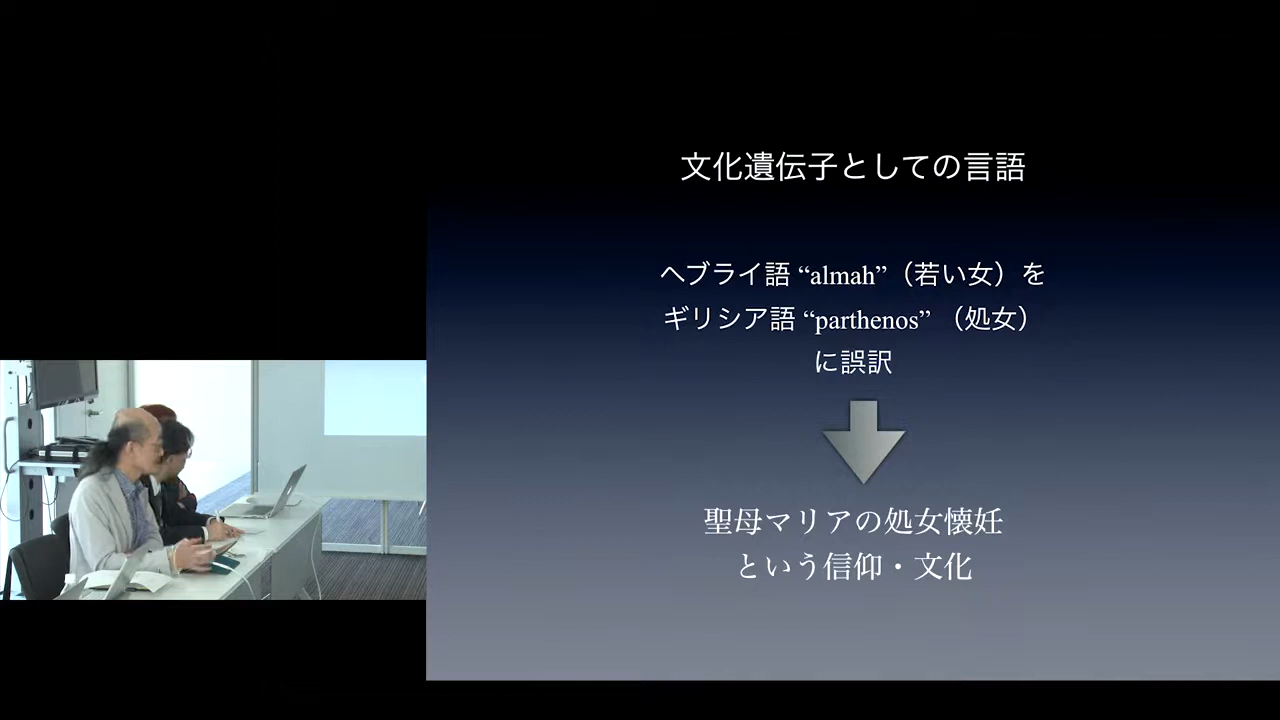 文化遺伝子としての言語
ヘブライ語 “almah”（若い女）を
ギリシア語 “parthenos” （処女）
に誤訳
聖母マリアの処女懐妊
という信仰・文化